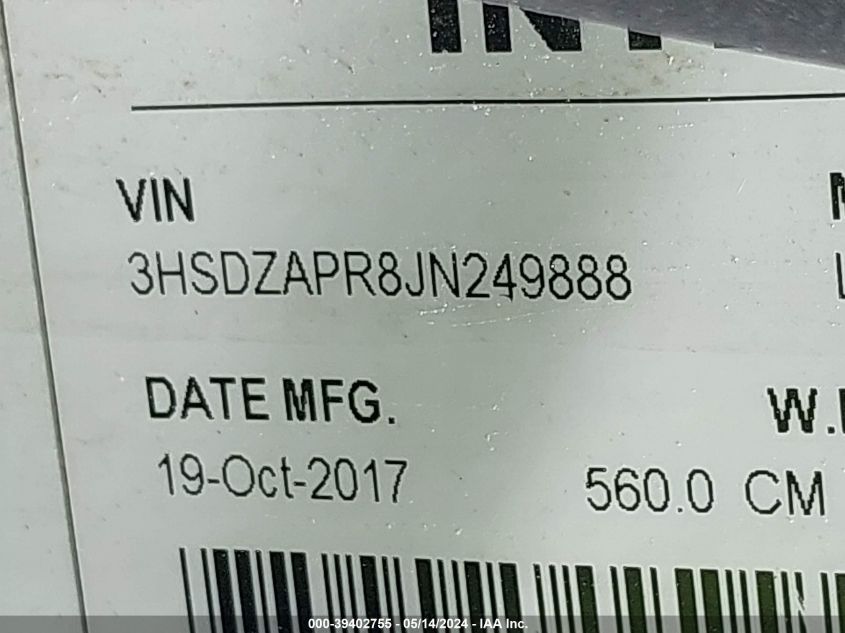 VIN
3HSDZAPR8JN249888
DATE MFG.
19-Oct-2017
560.0 CM
000-39402755 - 05/14/2024 - IAA Inc.